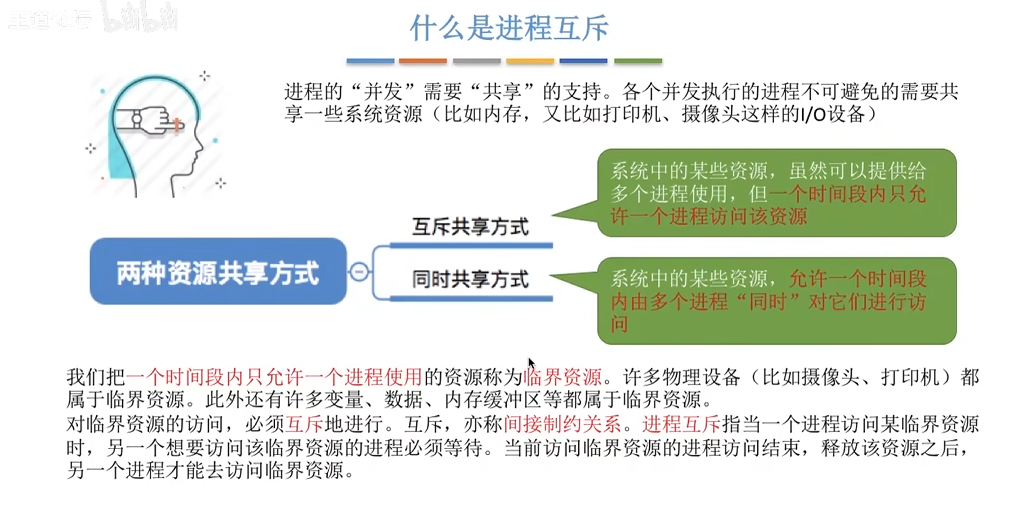 王道论坛 bilibili
什么是进程互斥
进程的“并发”需要“共享”的支持。各个并发执行的进程不可避免的需要共
享一些系统资源（比如内存，又比如打印机、摄像头这样的I/O设备）
系统中的某些资源，虽然可以提供给
多个进程使用，但一个时间段内只允
许一个进程访问该资源
互斥共享方式
两种资源共享方式
同时共享方式
系统中的某些资源，允许一个时间段
内由多个进程“同时”对它们进行访
问
我们把一个时间段内只允许一个进程使用的资源称为临界资源。许多物理设备（比如摄像头、打印机）都
属于临界资源。此外还有许多变量、数据、内存缓冲区等都属于临界资源。
对临界资源的访问，必须互斥地进行。互斥，亦称间接制约关系。进程互斥指当一个进程访问某临界资源
时，另一个想要访问该临界资源的进程必须等待。当前访问临界资源的进程访问结束，释放该资源之后，
另一个进程才能去访问临界资源。